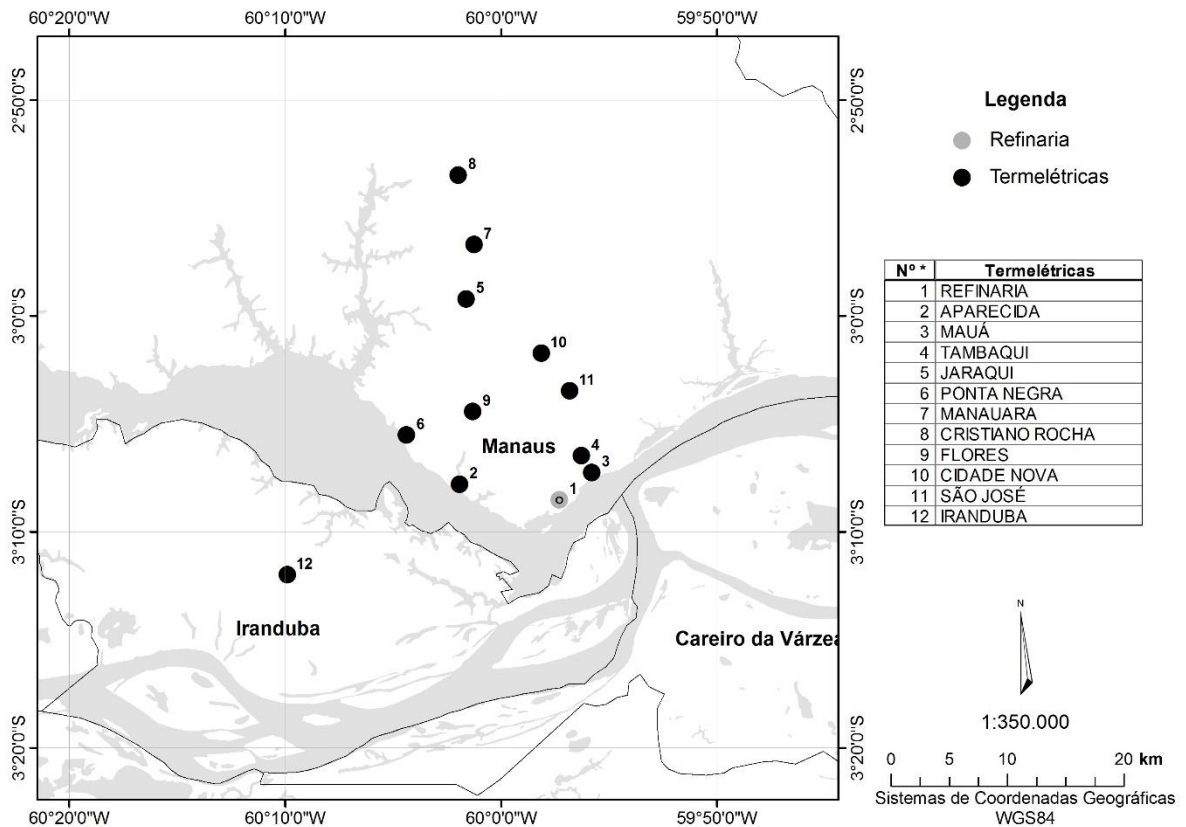 60°20'0"W 60°10'0"W 60°0'0"W 59°50'0"W
2°50'0"S 2°50'0"S
Legenda
Refinaria
Termelétricas
8
7
5
3°0'0"S 3°0'0"S
10
11
9
6
Manaus
4
3
2
1
Nº * Termelétricas
1 REFINARIA
2 APARECIDA
3 MAUÁ
4 TAMBAQUI
5 JARAQUI
6 PONTA NEGRA
7 MANAUARA
8 CRISTIANO ROCHA
9 FLORES
10 CIDADE NOVA
11 SÃO JOSÉ
12 IRANDUBA
3°10'0"S 3°10'0"S
12
Iranduba
Careiro da Várzea
N
1:350.000
3°20'0"S 3°20'0"S
0 5 10 20 km
Sistemas de Coordenadas Geográficas
WGS84
60°20'0"W 60°10'0"W 60°0'0"W 59°50'0"W